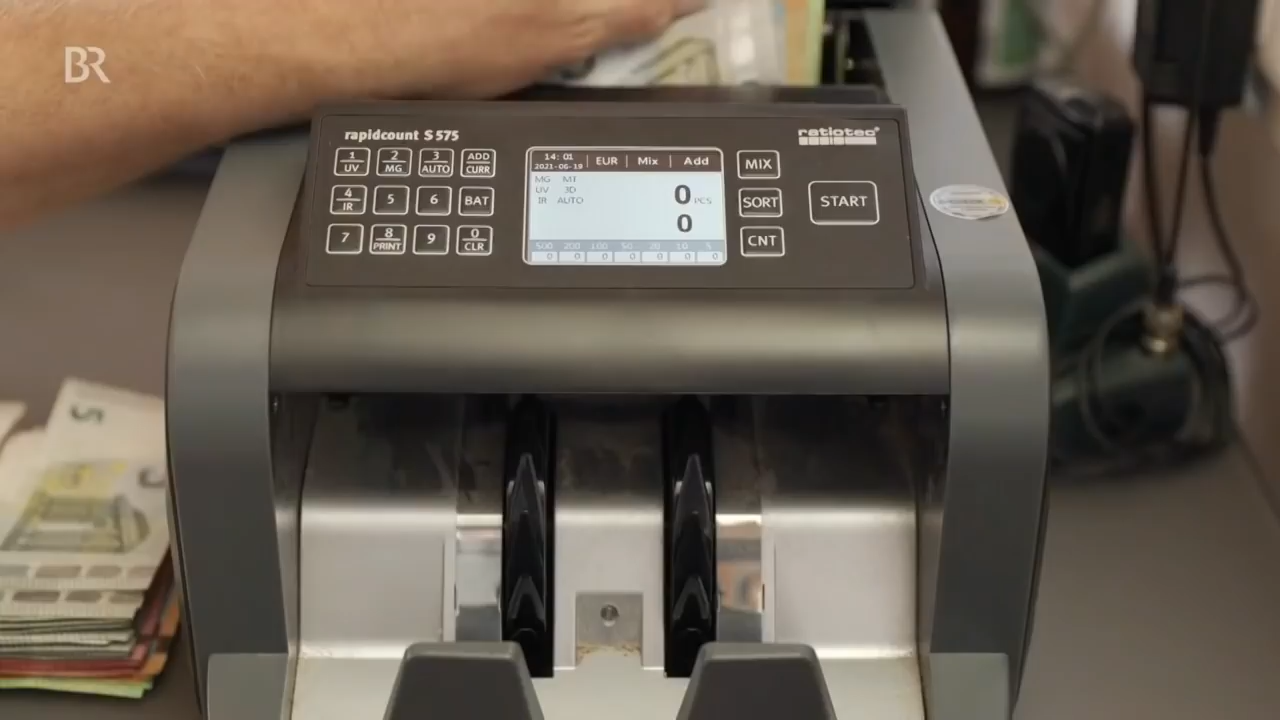 BR
rapidcount S 575
ratiotec
1 UV
2 MG
3 AUTO
ADD CURR
4 IR
5
6
BAT
7
8 PRINT
9
0 CLR
14: 01
2021-06-19
EUR
Mix
Add
MG MT
UV 3D
IR AUTO
0 PCS
0
500 200 100 50 20 10 5
0 0 0 0 0 0 0
MIX
SORT
CNT
START
5